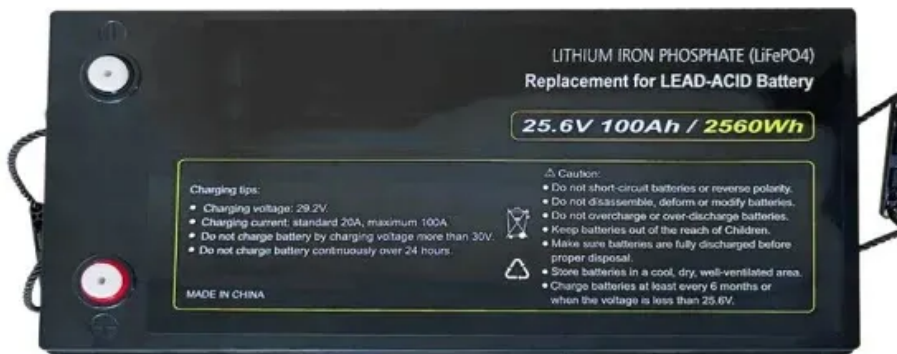 LITHIUM IRON PHOSPHATE (LiFePO4)
Replacement for LEAD-ACID Battery
25.6V 100Ah / 2560Wh
Charging tips:
• Charging voltage: 29.2V.
• Charging current: standard 20A, maximum 100A
• Do not charge battery by charging voltage more than 30V.
• Do not charge battery continuously over 24 hours.
MADE IN CHINA
⚠ Caution:
• Do not short-circuit batteries or reverse polarity.
• Do not disassemble, deform or modify batteries.
• Do not overcharge or over-discharge batteries.
• Keep batteries out of the reach of Children.
• Make sure batteries are fully discharged before
proper disposal.
• Store batteries in a cool, dry, well-ventilated area.
• Charge batteries at least every 6 months or
when the voltage is less than 25.6V.